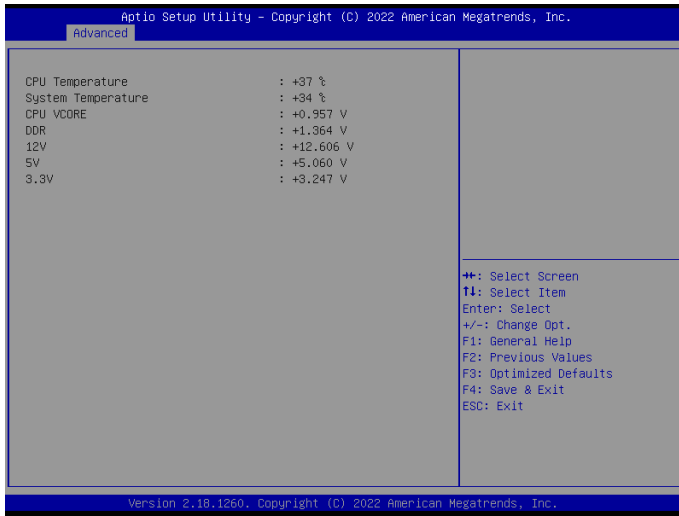 Aptio Setup Utility – Copyright (C) 2022 American Megatrends, Inc.
Advanced
CPU Temperature : +37 %
System Temperature : +34 %
CPU VCORE : +0.957 V
DDR : +1.364 V
12V : +12.606 V
5V : +5.060 V
3.3V : +3.247 V
→←: Select Screen
↑↓: Select Item
Enter: Select
+/-: Change Opt.
F1: General Help
F2: Previous Values
F3: Optimized Defaults
F4: Save & Exit
ESC: Exit
Version 2.18.1260. Copyright (C) 2022 American Megatrends, Inc.